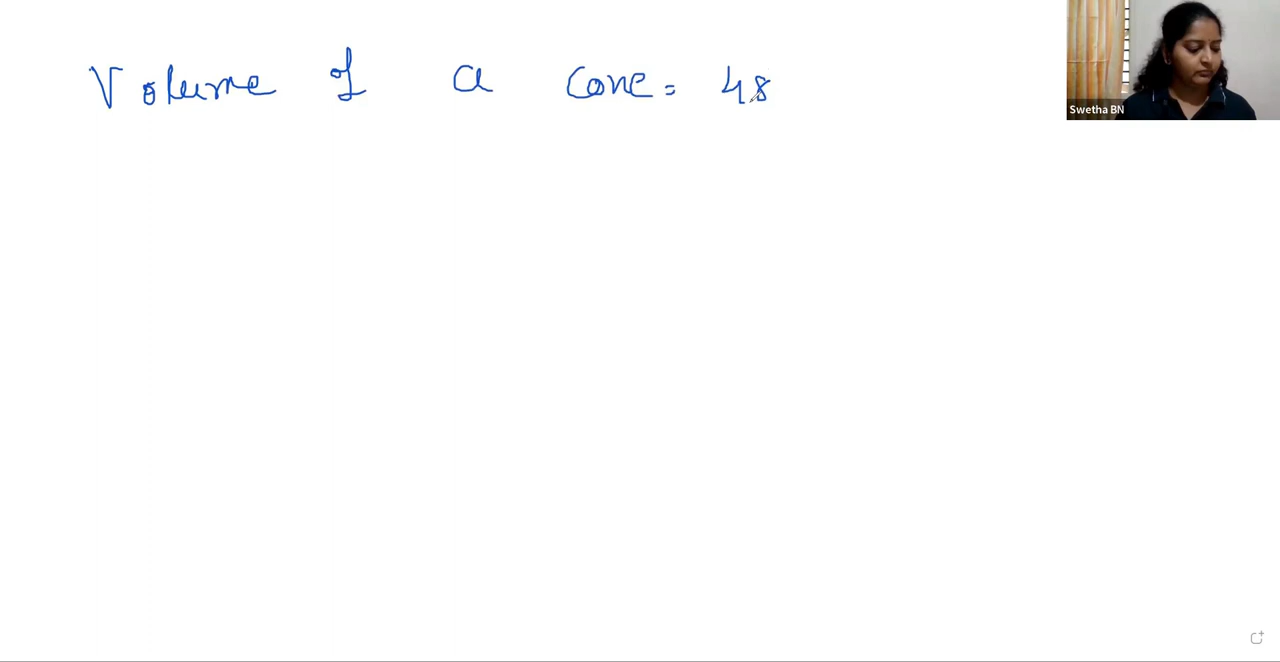 Volume of a cone = 48
Swetha BN